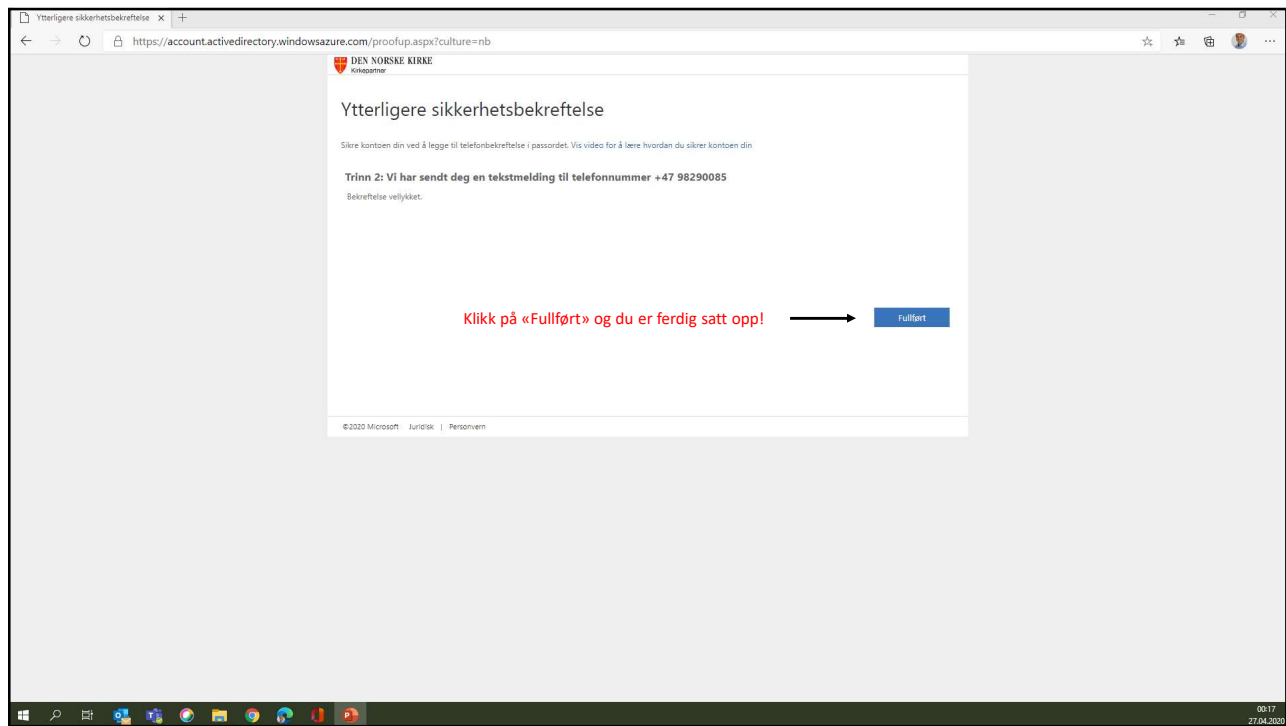 Ytterligere sikkerhetsbekreftelse
https://account.activedirectory.windowsazure.com/proofup.aspx?culture=nb
DEN NORSKE KIRKE
Kirkepartner
Ytterligere sikkerhetsbekreftelse
Sikre kontoen din ved å legge til telefonbekreftelse i passordet. Vis video for å lære hvordan du sikrer kontoen din
Trinn 2: Vi har sendt deg en tekstmelding til telefonnummer +47 98290085
Bekreftelse vellykket.
Klikk på «Fullført» og du er ferdig satt opp! Fullført
©2020 Microsoft Juridisk | Personvern
00:17
27.04.2020